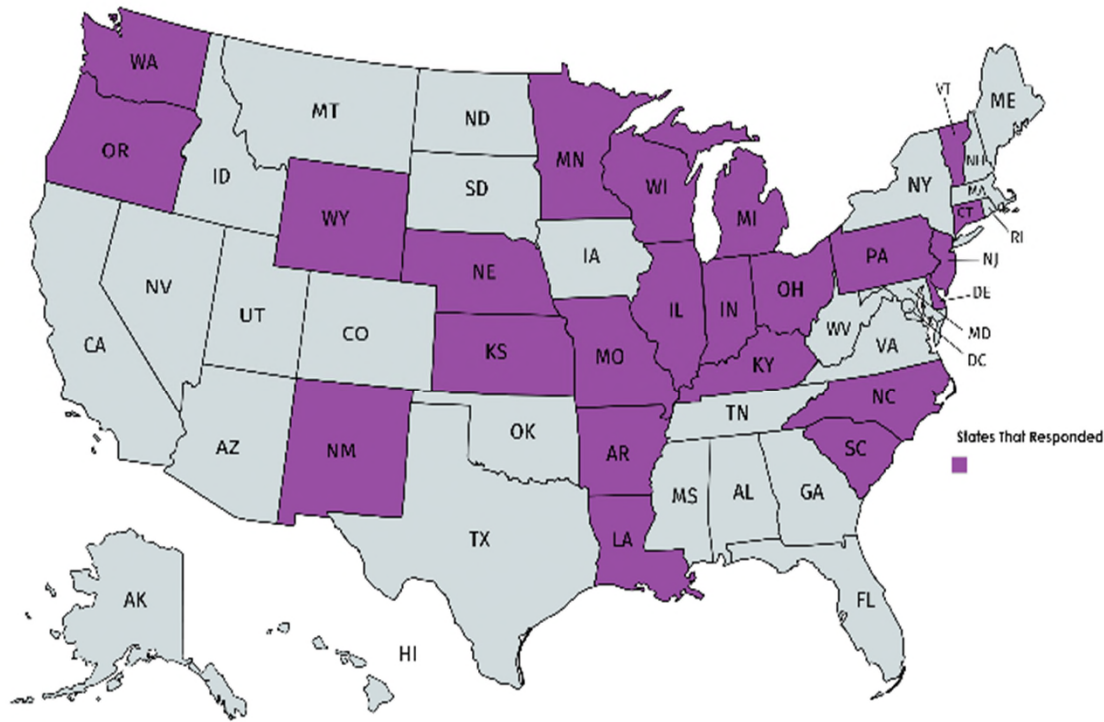 WA
MT
ND
MN
VT
ME
OR
ID
SD
WI
MI
NY
NH
MA
CT
RI
WY
NE
IA
PA
NJ
NV
UT
CO
KS
MO
IL
IN
OH
DE
WV
VA
MD
DC
CA
KY
NC
AZ
NM
OK
AR
TN
SC
States That Responded
TX
LA
MS
AL
GA
FL
AK
HI